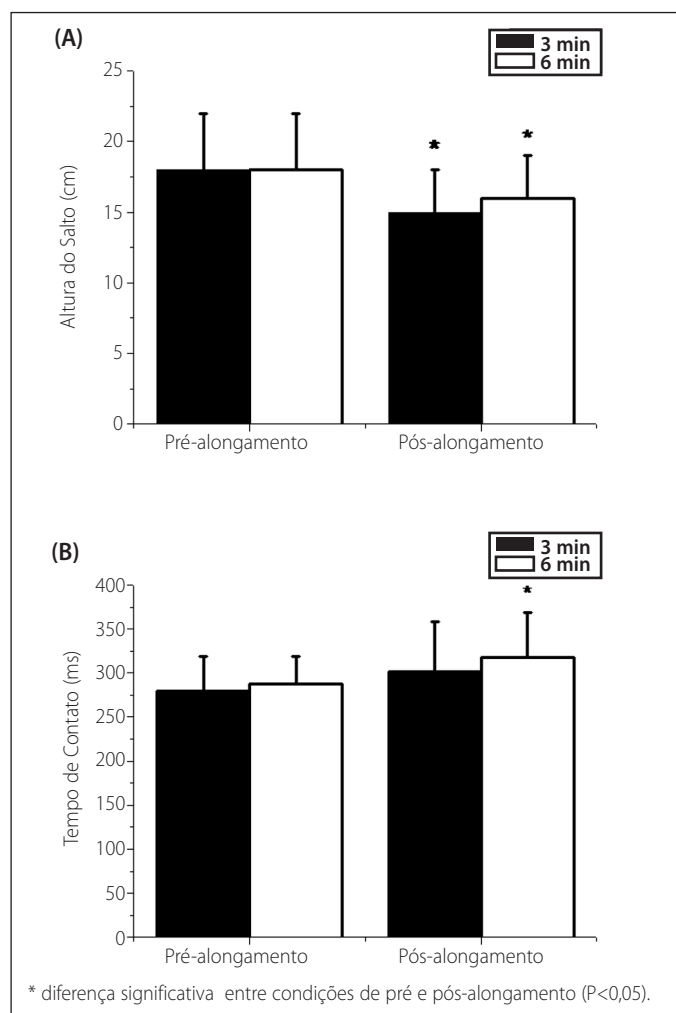 (A)
3 min
6 min
25
20
15
10
5
0
Altura do Salto (cm)
* *
Pré-alongamento Pós-alongamento
(B)
3 min
6 min
400
350
300
250
200
150
100
50
0
Tempo de Contato (ms)
*
Pré-alongamento Pós-alongamento
* diferença significativa entre condições de pré e pós-alongamento (P<0,05).